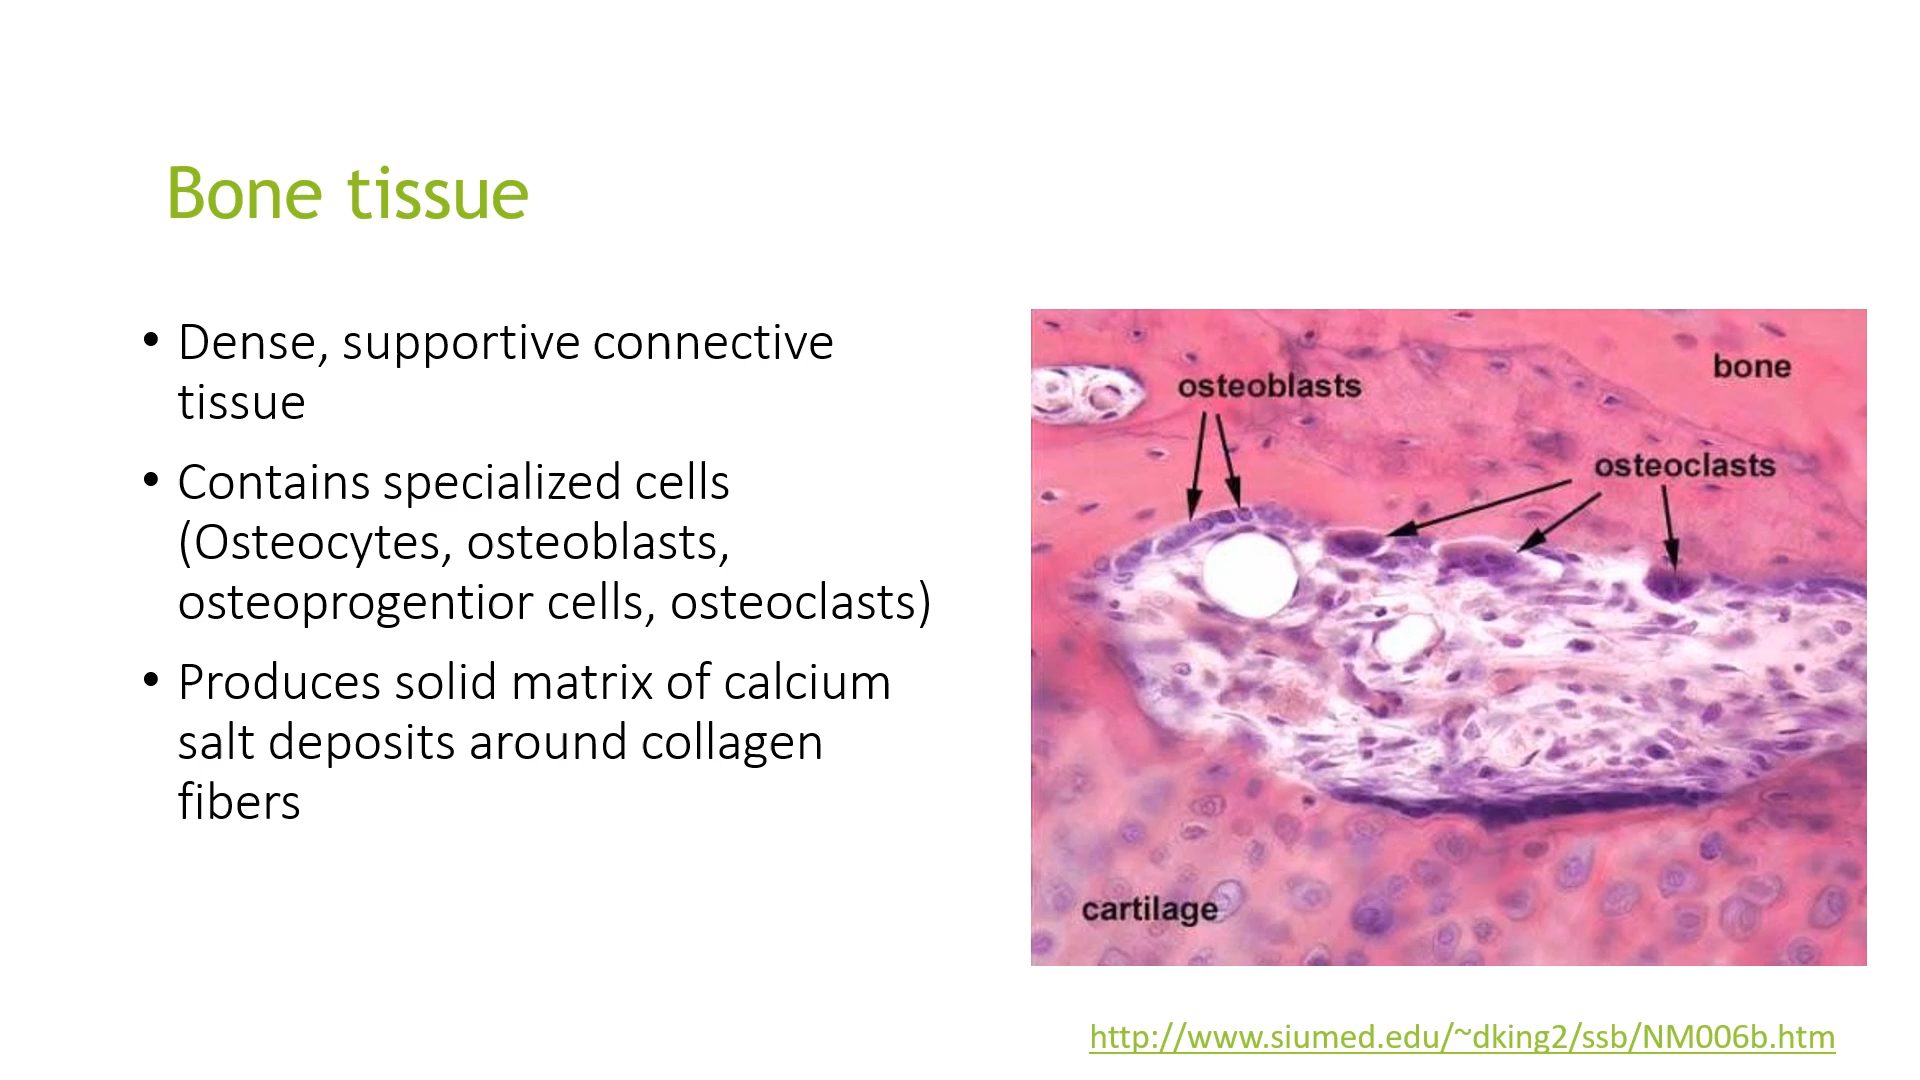 Bone tissue
• Dense, supportive connective
tissue
• Contains specialized cells
(Osteocytes, osteoblasts,
osteoprogentior cells, osteoclasts)
• Produces solid matrix of calcium
salt deposits around collagen
fibers
bone
osteoblasts
osteoclasts
cartilage
http://www.siumed.edu/~dking2/ssb/NM006b.htm